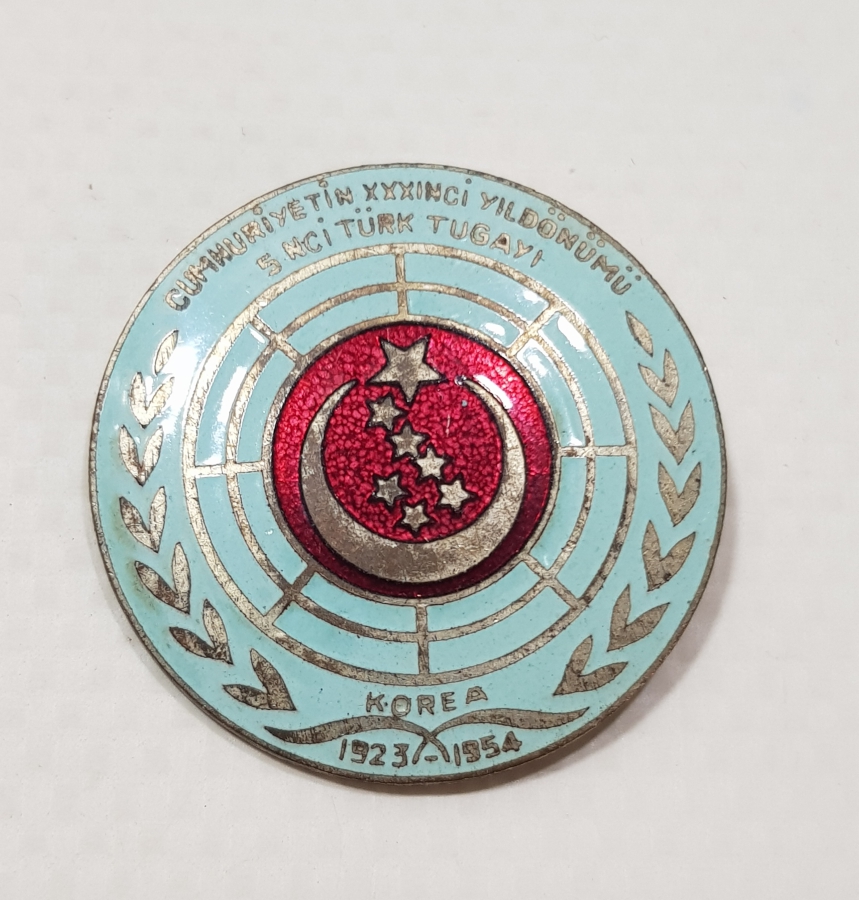 CUMHURİYETİN XXXINCİ YILDÖNÜMÜ
5 NCİ TÜRK TUGAYI
KOREA
1923-1954